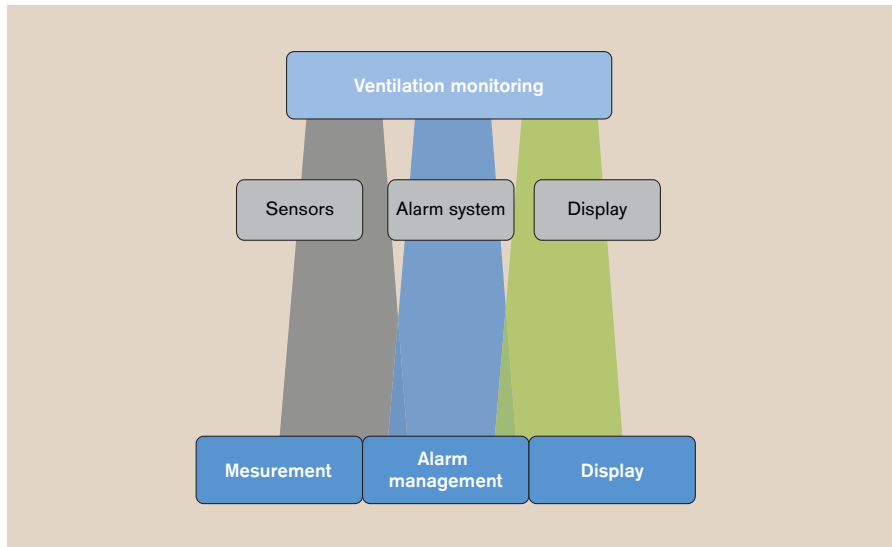 Ventilation monitoring
Sensors
Alarm system
Display
Mesurement
Alarm
management
Display